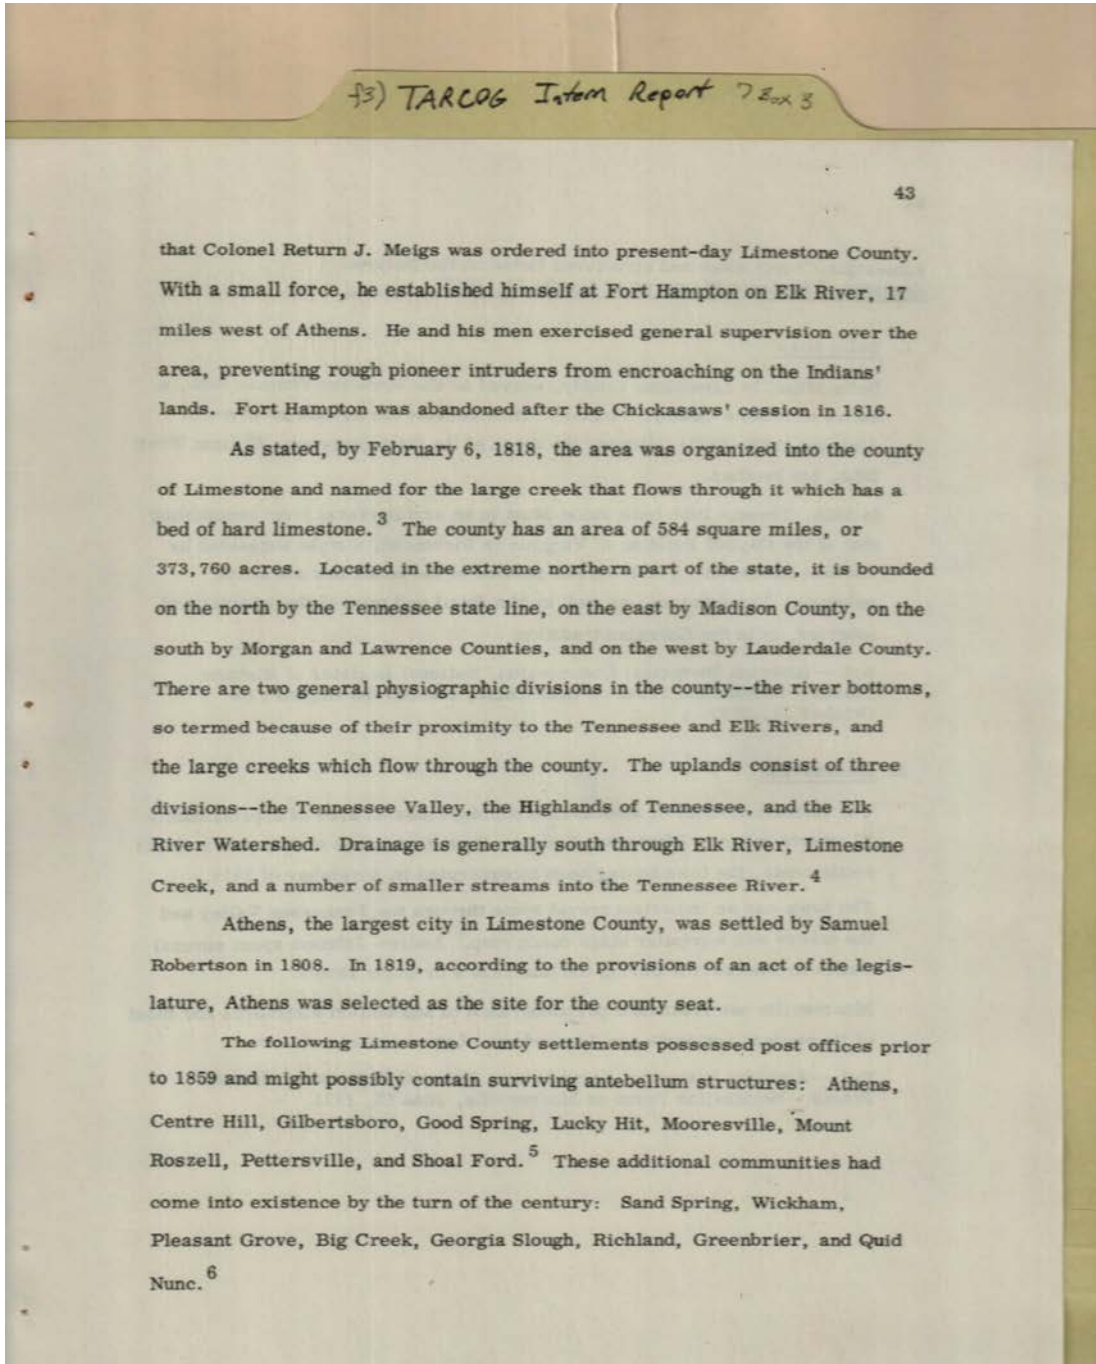 f3) TARCOG Intern Report 7 Box 3
43
that Colonel Return J. Meigs was ordered into present-day Limestone County.
With a small force, he established himself at Fort Hampton on Elk River, 17
miles west of Athens. He and his men exercised general supervision over the
area, preventing rough pioneer intruders from encroaching on the Indians'
lands. Fort Hampton was abandoned after the Chickasaws' cession in 1816.
As stated, by February 6, 1818, the area was organized into the county
of Limestone and named for the large creek that flows through it which has a
bed of hard limestone.3 The county has an area of 584 square miles, or
373,760 acres. Located in the extreme northern part of the state, it is bounded
on the north by the Tennessee state line, on the east by Madison County, on the
south by Morgan and Lawrence Counties, and on the west by Lauderdale County.
There are two general physiographic divisions in the county--the river bottoms,
so termed because of their proximity to the Tennessee and Elk Rivers, and
the large creeks which flow through the county. The uplands consist of three
divisions--the Tennessee Valley, the Highlands of Tennessee, and the Elk
River Watershed. Drainage is generally south through Elk River, Limestone
Creek, and a number of smaller streams into the Tennessee River.4
Athens, the largest city in Limestone County, was settled by Samuel
Robertson in 1808. In 1819, according to the provisions of an act of the legis-
lature, Athens was selected as the site for the county seat.
The following Limestone County settlements possessed post offices prior
to 1859 and might possibly contain surviving antebellum structures: Athens,
Centre Hill, Gilbertsboro, Good Spring, Lucky Hit, Mooresville, Mount
Roszell, Pettersville, and Shoal Ford.5 These additional communities had
come into existence by the turn of the century: Sand Spring, Wickham,
Pleasant Grove, Big Creek, Georgia Slough, Richland, Greenbrier, and Quid
Nunc.6